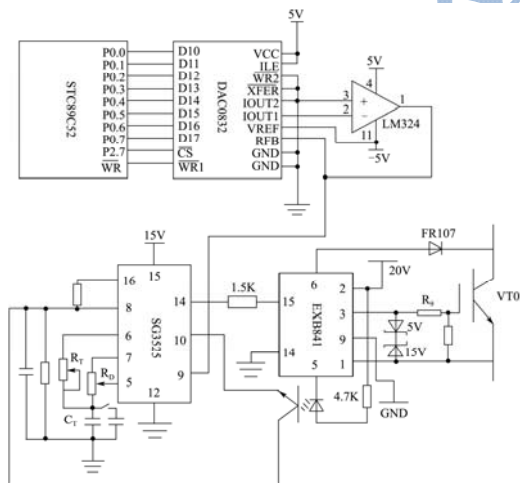 5V
STC89C52
P0.0
P0.1
P0.2
P0.3
P0.4
P0.5
P0.6
P0.7
P2.7
WR
DAC0832
D10
D11
D12
D13
D14
D15
D16
D17
CS
WR1
VCC
ILE
WR2
XFER
IOUT2
IOUT1
VREF
RFB
GND
GND
5V
4
3
+
2
−
1
11
LM324
−5V
15V
SG3525
15
16
8
6
7
5
12
14
10
9
R_T
R_D
C_T
1.5K
EXB841
6
15
14
2
3
9
1
5
FR107
20V
R_9
VT0
5V
15V
4.7K
GND